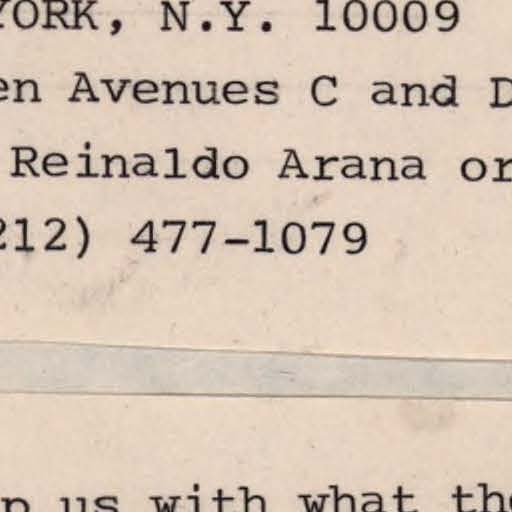 YORK, N.Y. 10009
en Avenues C and D
Reinaldo Arana or
212) 477-1079
p us with what the